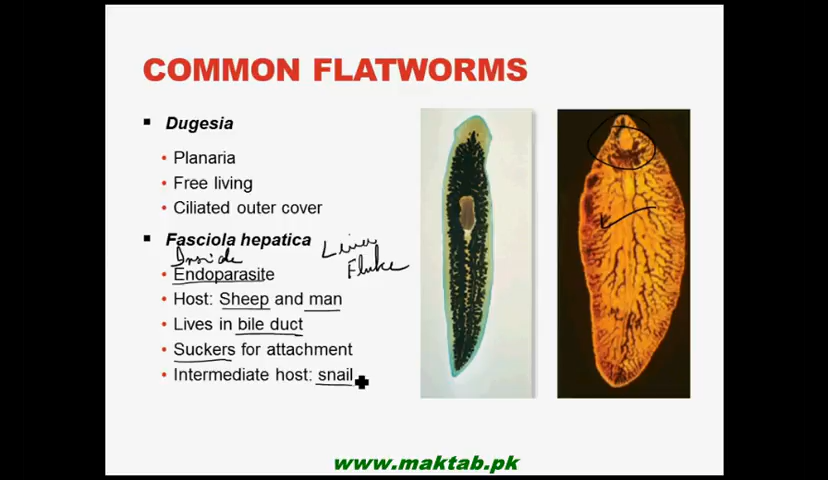 COMMON FLATWORMS
Dugesia
Planaria
Free living
Ciliated outer cover
Fasciola hepatica
Inside
Liver
Fluke
Endoparasite
Host: Sheep and man
Lives in bile duct
Suckers for attachment
Intermediate host: snail
www.maktab.pk